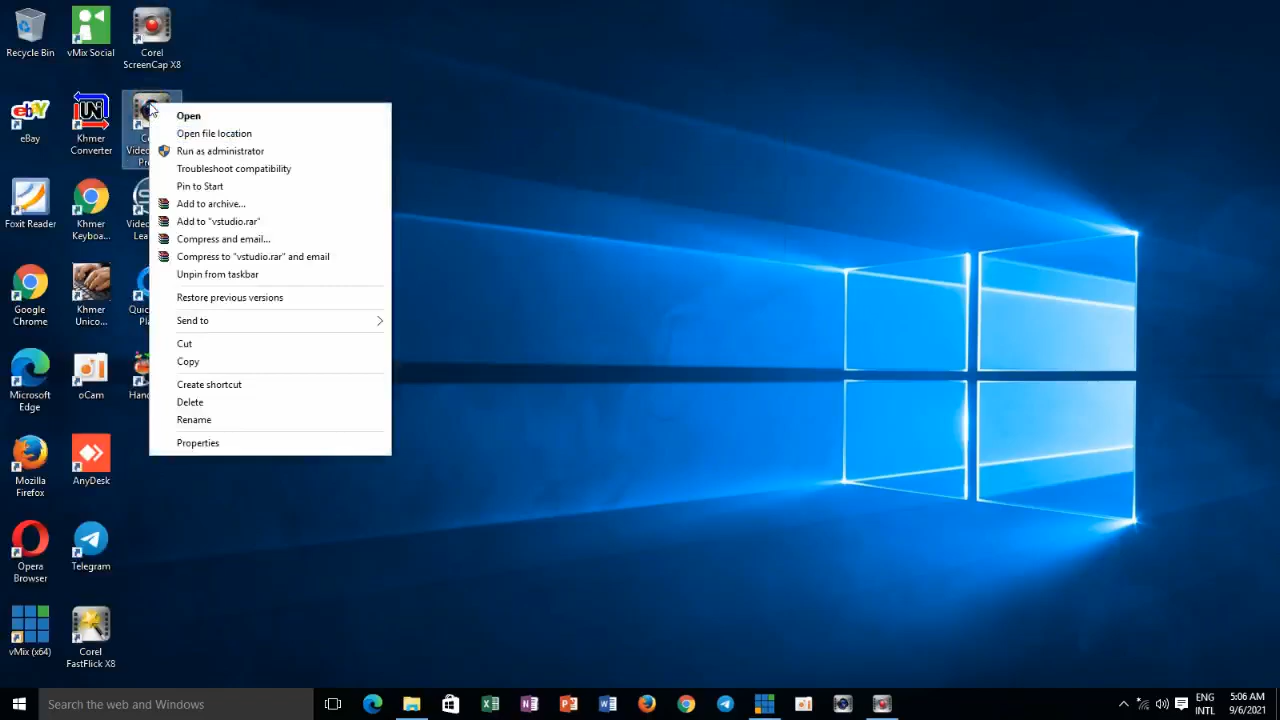 Recycle Bin
vMix Social
Corel
ScreenCap X8
eBay
Khmer
Converter
Foxit Reader
Khmer
Keyboa...
Google
Chrome
Khmer
Unico...
Microsoft
Edge
oCam
Mozilla
Firefox
AnyDesk
Opera
Browser
Telegram
vMix (x64)
Corel
FastFlick X8
Open
Open file location
Run as administrator
Troubleshoot compatibility
Pin to Start
Add to archive...
Add to "vstudio.rar"
Compress and email...
Compress to "vstudio.rar" and email
Unpin from taskbar
Restore previous versions
Send to
Cut
Copy
Create shortcut
Delete
Rename
Properties
Search the web and Windows
ENG
INTL
5:06 AM
9/6/2021